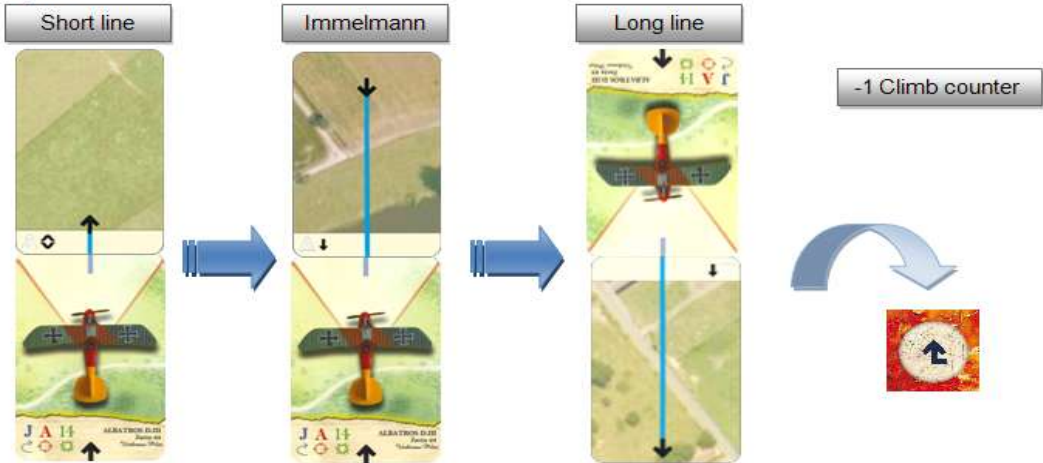 Short line
Immelmann
Long line
-1 Climb counter
J A 14
ALBATROS D.III
J A 14
ALBATROS D.III
ALBATROS D.III
14 A J